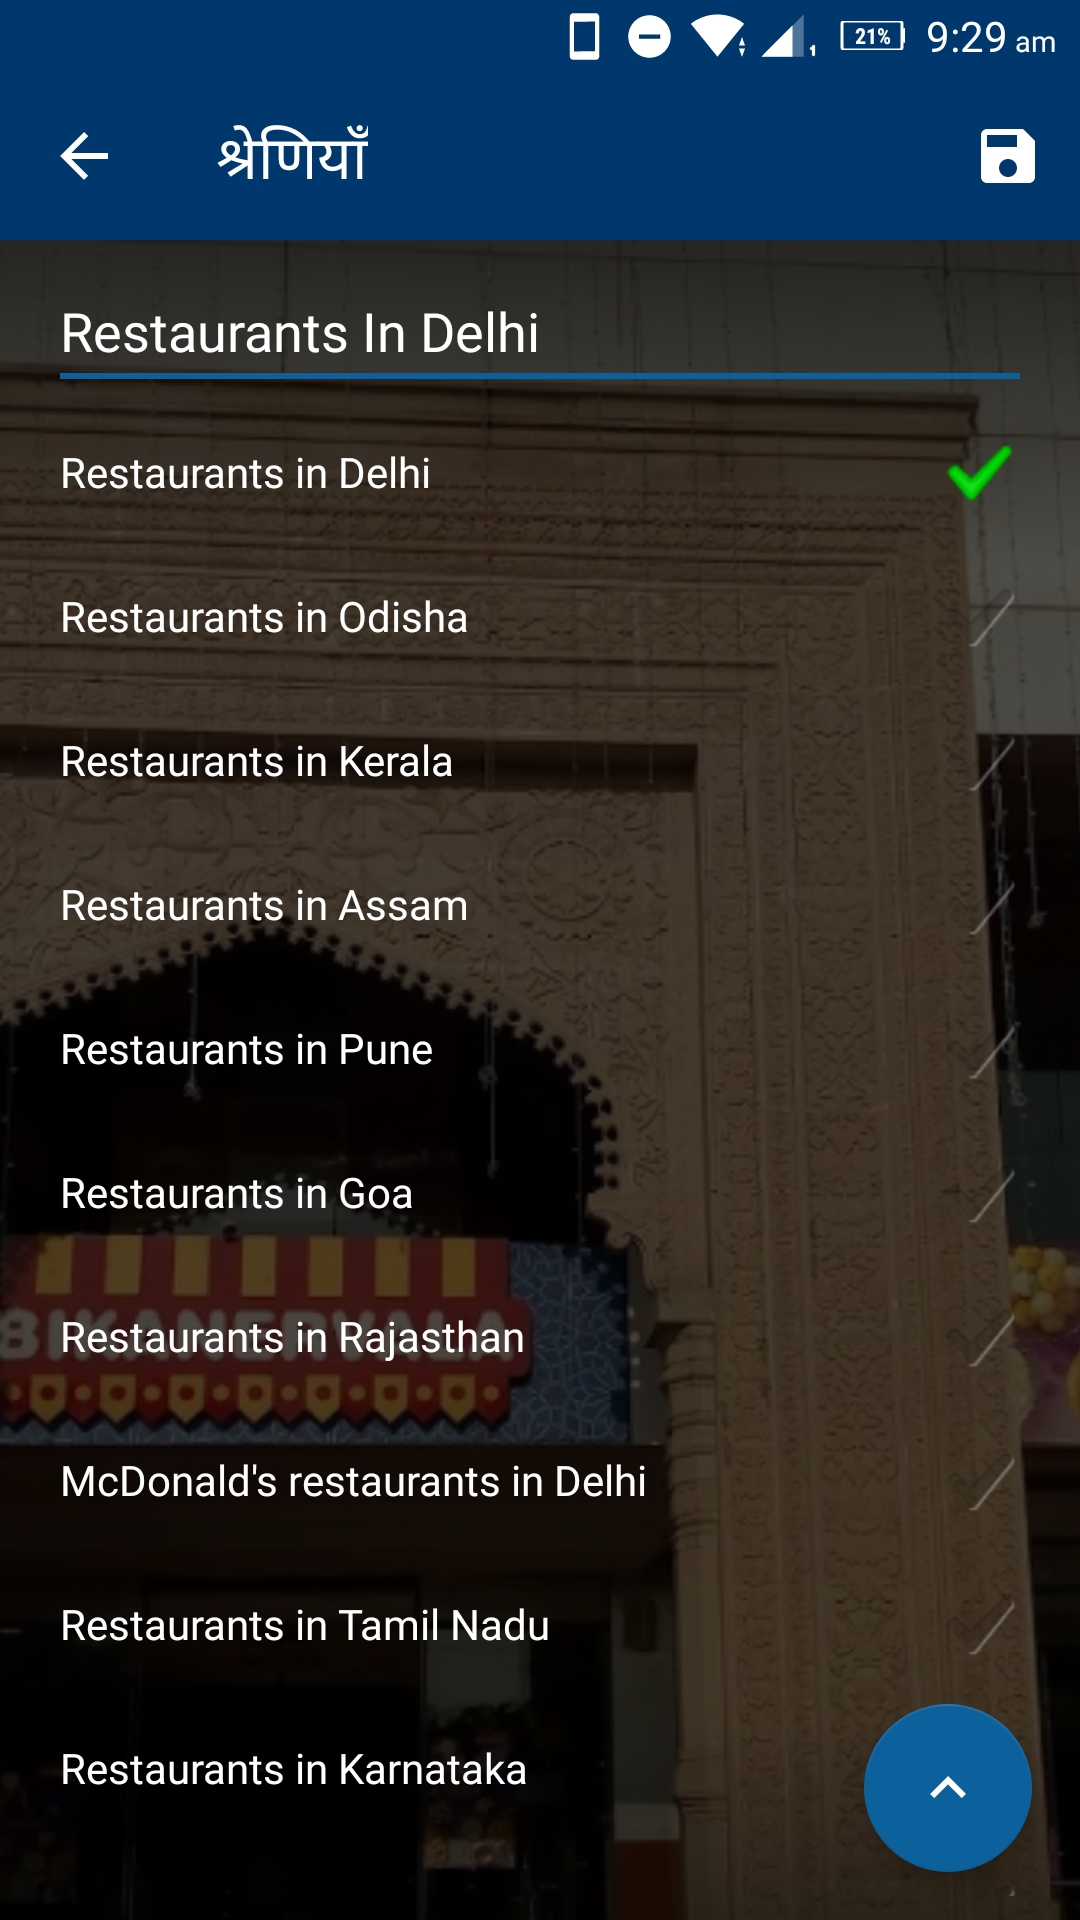 21% 9:29 am
श्रेणियाँ
Restaurants In Delhi
Restaurants in Delhi
Restaurants in Odisha
Restaurants in Kerala
Restaurants in Assam
Restaurants in Pune
Restaurants in Goa
Restaurants in Rajasthan
McDonald's restaurants in Delhi
Restaurants in Tamil Nadu
Restaurants in Karnataka